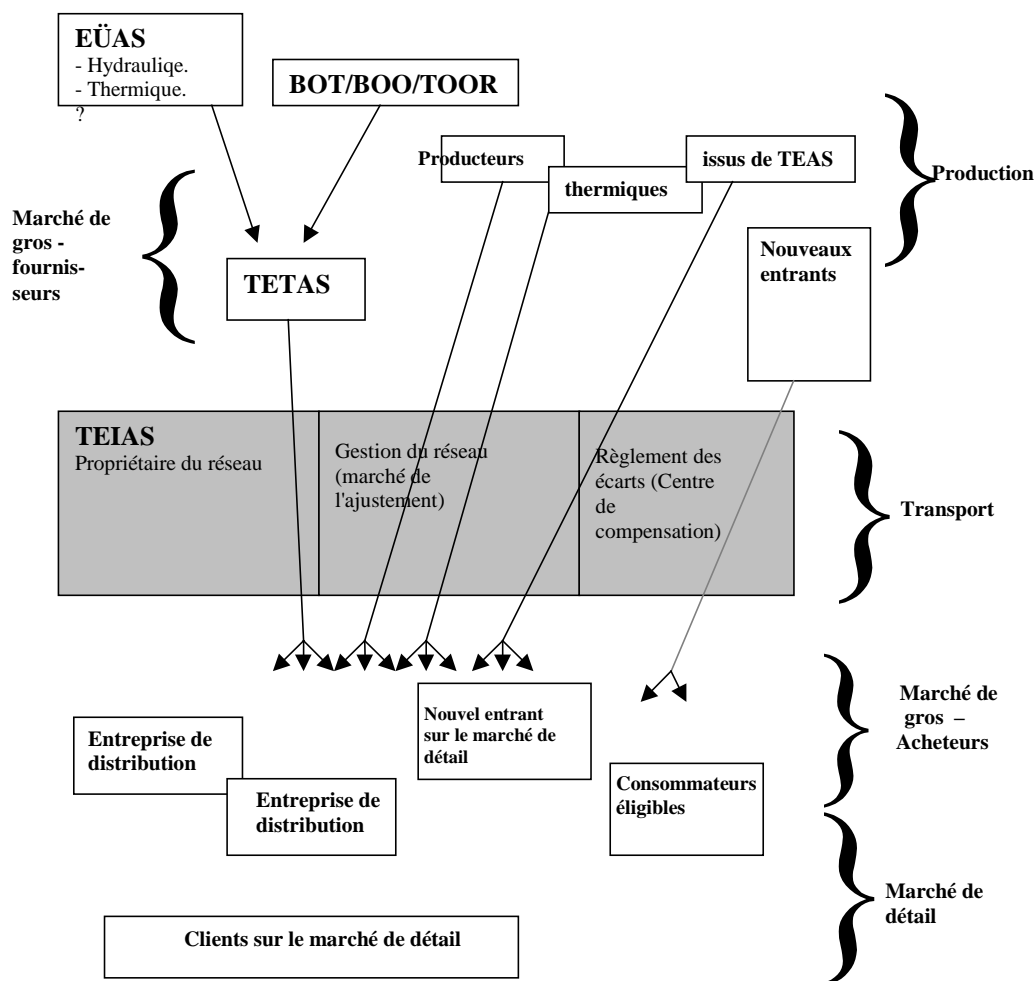 EÜAS
- Hydrauliqe.
- Thermique.
?
BOT/BOO/TOOR
Producteurs
thermiques
issus de TEAS
Production
Marché de
gros -
fournis-
seurs
TETAS
Nouveaux
entrants
TEIAS
Propriétaire du réseau
Gestion du réseau
(marché de
l'ajustement)
Règlement des
écarts (Centre
de
compensation)
Transport
Entreprise de
distribution
Entreprise de
distribution
Nouvel entrant
sur le marché de
détail
Consommateurs
éligibles
Marché de
gros –
Acheteurs
Marché de
détail
Clients sur le marché de détail